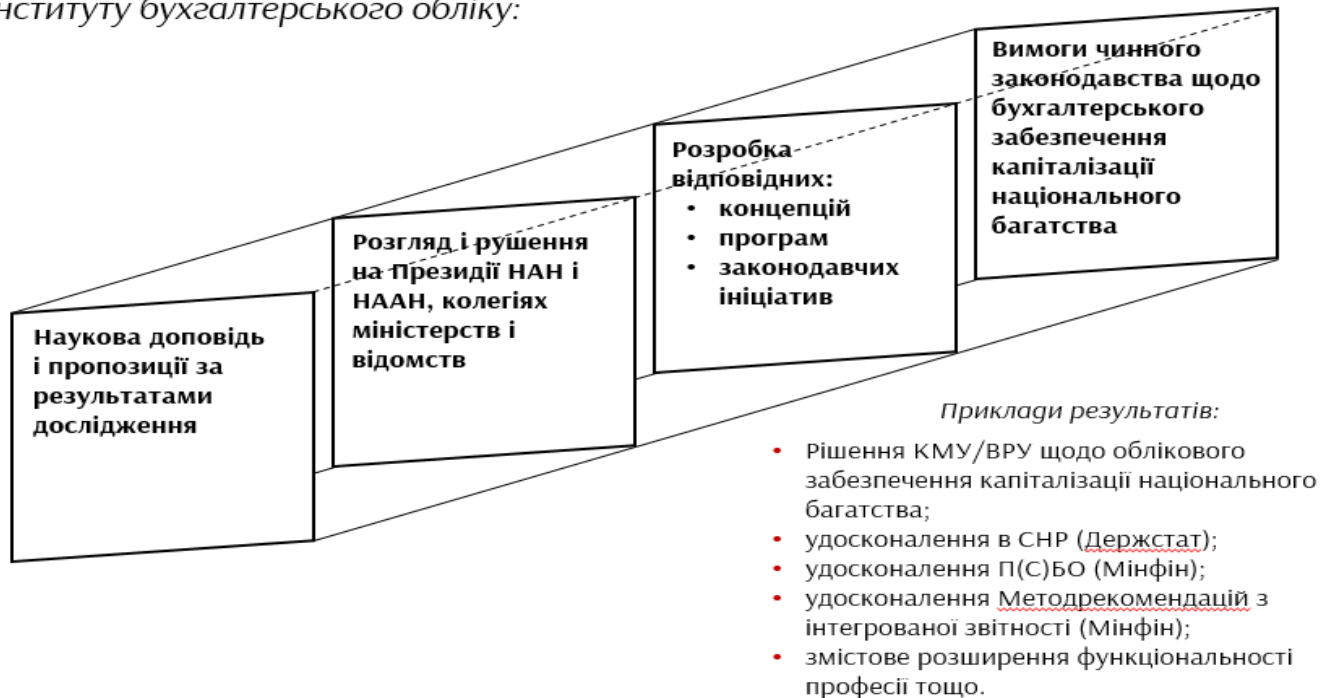 нституту бухгалтерського обліку:
Наукова доповідь
і пропозиції за
результатами
дослідження
Розгляд і рушення
на Президії НАН і
НААН, колегіях
міністерств і
відомств
Розробка
відповідних:
• концепцій
• програм
• законодавчих
ініціатив
Вимоги чинного
законодавства щодо
бухгалтерського
забезпечення
капіталізації
національного
багатства
Приклади результатів:
• Рішення КМУ/ВРУ щодо облікового
забезпечення капіталізації національного
багатства;
• удосконалення в СНР (Держстат);
• удосконалення П(С)БО (Мінфін);
• удосконалення Методрекомендацій з
інтегрованої звітності (Мінфін);
• змістове розширення функціональності
професії тощо.